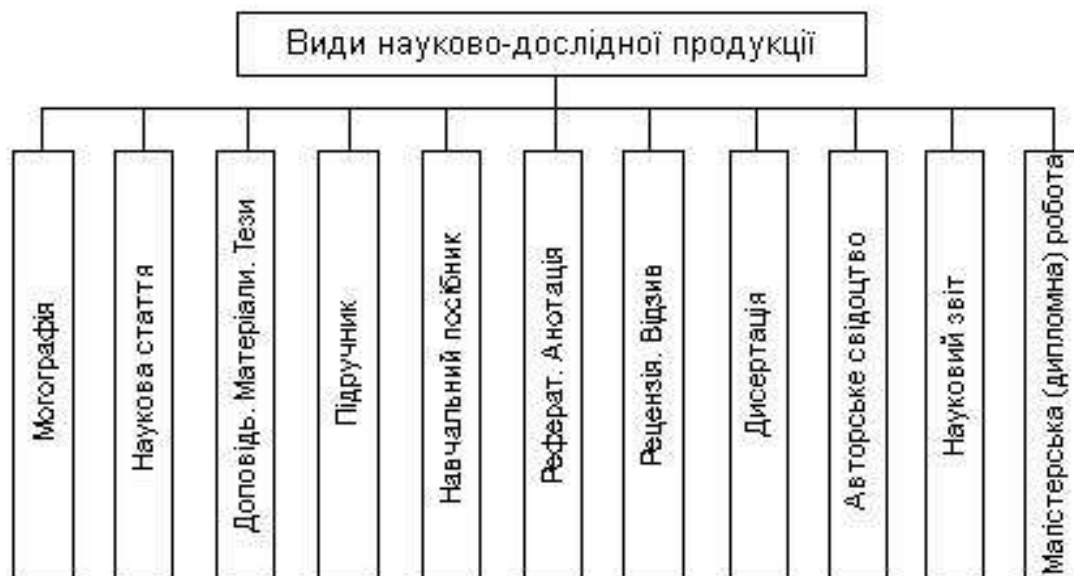 Види науково-дослідної продукції
Могографія
Наукова стаття
Доповідь. Матеріали. Тези
Підручник
Навчальний посібник
Реферат. Анотація
Рецензія. Відзив
Дисертація
Авторське свідоцтво
Науковий звіт
Магістерська (дипломна) робота